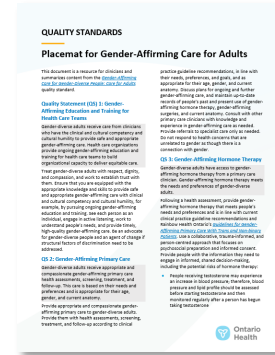 QUALITY STANDARDS
Placemat for Gender-Affirming Care for Adults
This document is a resource for clinicians and
summarizes content from the Gender-Affirming
Care for Gender-Diverse People: Care for Adults
quality standard.
Quality Statement (QS) 1: Gender-
Affirming Education and Training for
Health Care Teams
Gender-diverse adults receive care from clinicians
who have the clinical and cultural competency and
cultural humility to provide safe and appropriate
gender-affirming care. Health care organizations
provide ongoing gender-affirming education and
training for health care teams to build
organizational capacity to deliver equitable care.
Treat gender-diverse adults with respect, dignity,
and compassion, and work to establish trust with
them. Ensure that you are equipped with the
appropriate knowledge and skills to provide safe
and appropriate gender-affirming care with clinical
and cultural competency and cultural humility, for
example, by pursuing ongoing gender-affirming
education and training. See each person as an
individual, engage in active listening, work to
understand people's needs, and provide timely,
high-quality gender-affirming care. Be an advocate
for gender-diverse people and an agent of change if
structural factors of discrimination need to be
addressed.
QS 2: Gender-Affirming Primary Care
Gender-diverse adults receive appropriate and
compassionate gender-affirming primary care
health assessments, screening, treatment, and
follow-up. This care is based on their needs and
preferences and is appropriate for their age,
gender, and current anatomy.
Provide appropriate and compassionate gender-
affirming primary care to gender-diverse adults.
Provide them with health assessments, screening,
treatment, and follow-up according to clinical
practice guideline recommendations, in line with
their needs, preferences, and goals, and as
appropriate for their age, gender, and current
anatomy. Discuss plans for ongoing and further
gender-affirming care, and maintain up-to-date
records of people's past and present use of gender-
affirming hormone therapy, gender-affirming
surgeries, and current anatomy. Consult with other
primary care clinicians with knowledge and
experience in gender-affirming care as needed.
Provide referrals to specialist care only as needed.
Do not respond to health concerns that are
unrelated to gender as though there is a
connection with gender.
QS 3: Gender-Affirming Hormone Therapy
Gender-diverse adults have access to gender-
affirming hormone therapy from a primary care
clinician. Gender-affirming hormone therapy meets
the needs and preferences of gender-diverse
adults.
Following a health assessment, provide gender-
affirming hormone therapy that meets people's
needs and preferences and is in line with current
clinical practice guideline recommendations and
Rainbow Health Ontario's Guidelines for Gender-
Affirming Primary Care With Trans and Non-binary
Patients. Use a collaborative, trauma-informed, and
person-centred approach that focuses on
psychosocial preparation and informed consent.
Provide people with the information they need to
engage in informed, shared decision-making,
including the potential risks of hormone therapy:
• People receiving testosterone may experience
an increase in blood pressure; therefore, blood
pressure and lipid profile should be assessed
before starting testosterone and then
monitored regularly after a person has begun
taking testosterone
Ontario
Health